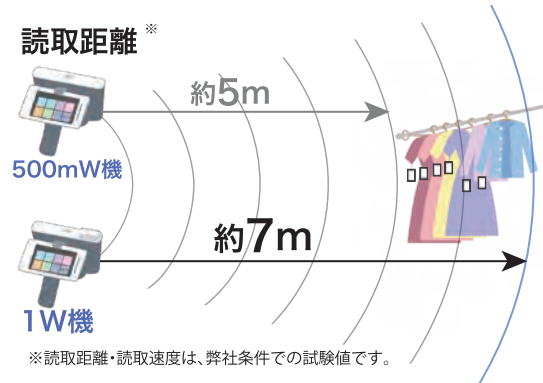 読取距離※
約5m
500mW機
約7m
1W機
※読取距離・読取速度は、弊社条件での試験値です。